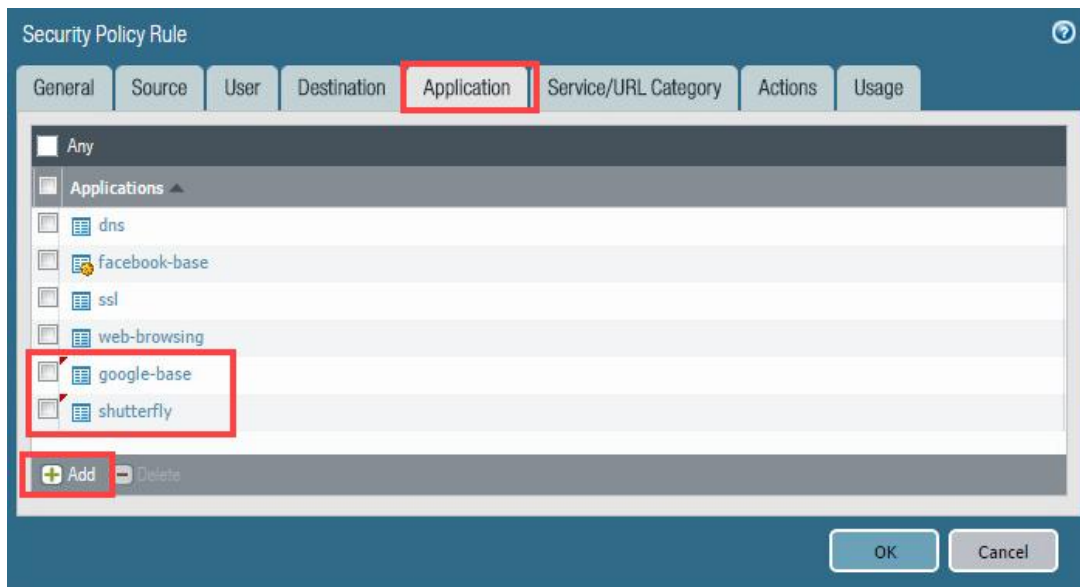 Security Policy Rule
General Source User Destination Application Service/URL Category Actions Usage
Any
Applications
dns
facebook-base
ssl
web-browsing
google-base
shutterfly
Add Delete
OK Cancel